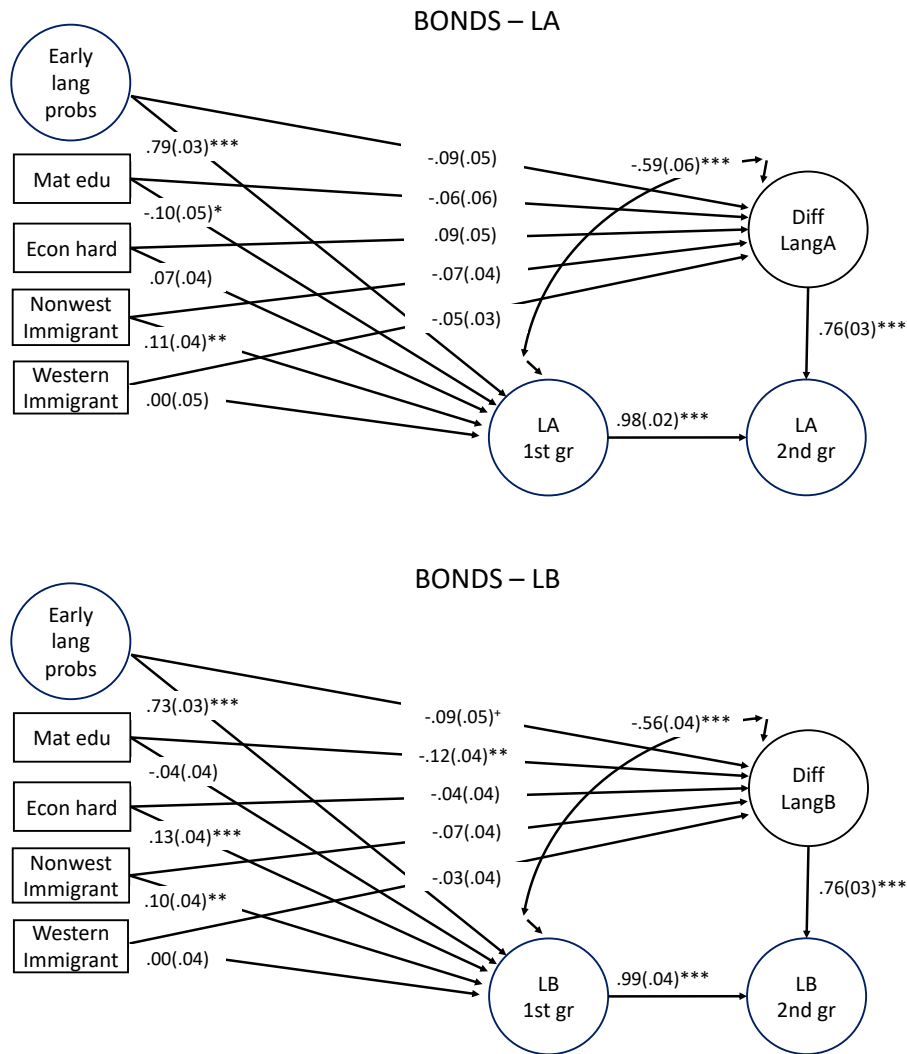 BONDS – LA
Early
lang
probs
.79(.03)***
-.09(.05)
-.59(.06)***
Mat edu
-.10(.05)*
-.06(.06)
Diff
LangA
Econ hard
.09(.05)
.07(.04)
-.07(.04)
Nonwest
Immigrant
.11(.04)**
-.05(.03)
.76(03)***
Western
Immigrant
.00(.05)
LA
1st gr
.98(.02)***
LA
2nd gr
BONDS – LB
Early
lang
probs
.73(.03)***
-.09(.05)⁺
-.56(.04)***
Mat edu
-.04(.04)
-.12(.04)**
Diff
LangB
Econ hard
-.04(.04)
.13(.04)***
-.07(.04)
Nonwest
Immigrant
.10(.04)**
-.03(.04)
.76(03)***
Western
Immigrant
.00(.04)
LB
1st gr
.99(.04)***
LB
2nd gr